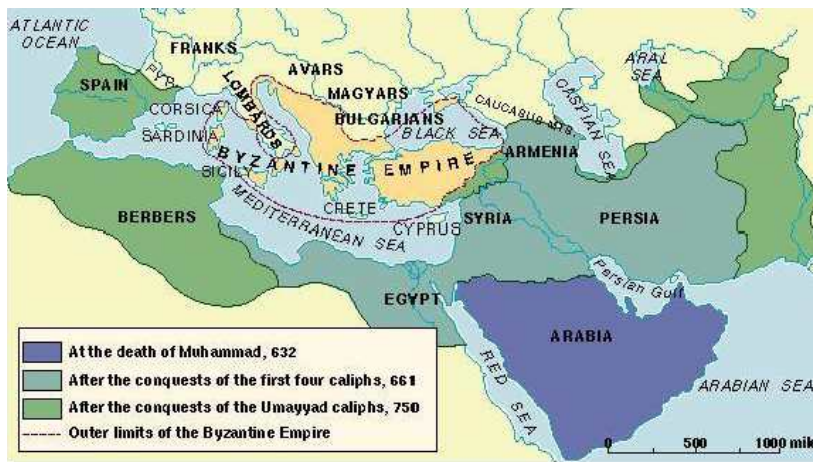 ATLANTIC
OCEAN
FRANKS
AVARS
MAGYARS
BULGARIANS
ARAL
SEA
SPAIN
PYR.
LOMBARDS
CORSICA
SARDINIA
BLACK SEA
CAUCASUS MTS.
CASPIAN SEA
BYZANTINE EMPIRE
ARMENIA
SICILY
BERBERS
MEDITERRANEAN SEA
CRETE
CYPRUS
SYRIA
PERSIA
EGYPT
Persian Gulf
ARABIA
RED SEA
ARABIAN SEA
At the death of Muhammad, 632
After the conquests of the first four caliphs, 661
After the conquests of the Umayyad caliphs, 750
Outer limits of the Byzantine Empire
0 500 1000 mil